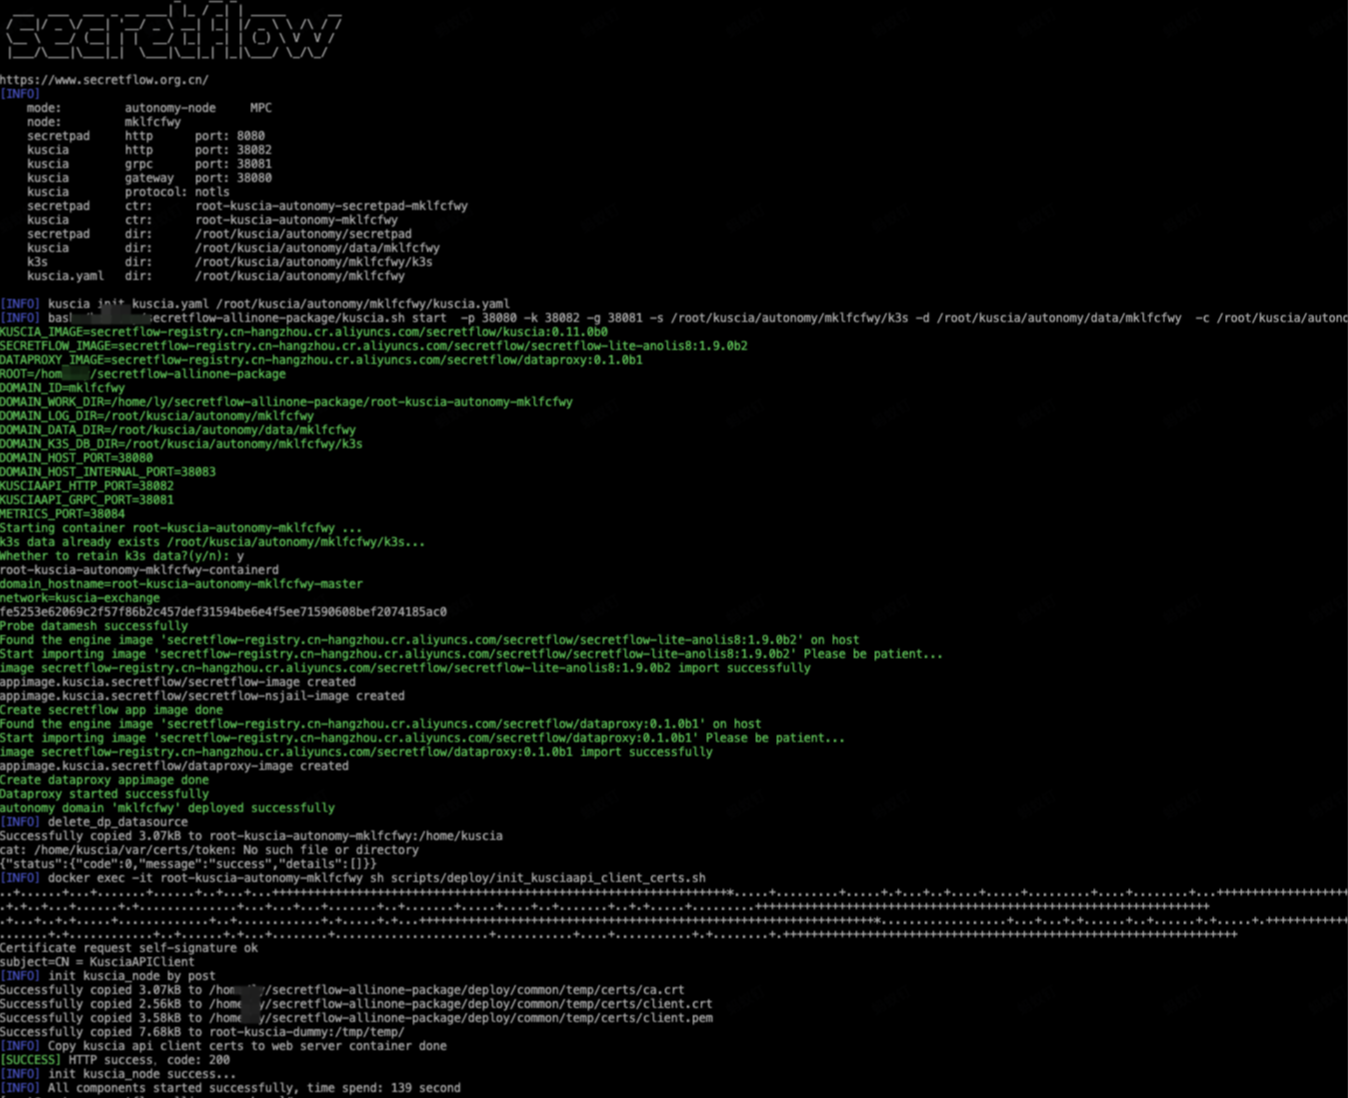 secretflow
https://www.secretflow.org.cn/
[INFO]
mode: autonomy-node MPC
node: mklfcfwy
secretpad http port: 8080
kuscia http port: 38082
kuscia grpc port: 38081
kuscia gateway port: 38080
kuscia protocol: notls
secretpad ctr: root-kuscia-autonomy-secretpad-mklfcfwy
kuscia ctr: root-kuscia-autonomy-mklfcfwy
secretpad dir: /root/kuscia/autonomy/secretpad
kuscia dir: /root/kuscia/autonomy/data/mklfcfwy
k3s dir: /root/kuscia/autonomy/mklfcfwy/k3s
kuscia.yaml dir: /root/kuscia/autonomy/mklfcfwy
[INFO] kuscia init kuscia.yaml /root/kuscia/autonomy/mklfcfwy/kuscia.yaml
[INFO] bas secretflow-allinone-package/kuscia.sh start -p 38080 -k 38082 -g 38081 -s /root/kuscia/autonomy/mklfcfwy/k3s -d /root/kuscia/autonomy/data/mklfcfwy -c /root/kuscia/autono
KUSCIA_IMAGE=secretflow-registry.cn-hangzhou.cr.aliyuncs.com/secretflow/kuscia:0.11.0b0
SECRETFLOW_IMAGE=secretflow-registry.cn-hangzhou.cr.aliyuncs.com/secretflow/secretflow-lite-anolis8:1.9.0b2
DATAPROXY_IMAGE=secretflow-registry.cn-hangzhou.cr.aliyuncs.com/secretflow/dataproxy:0.1.0b1
ROOT=/hom /secretflow-allinone-package
DOMAIN_ID=mklfcfwy
DOMAIN_WORK_DIR=/home/ly/secretflow-allinone-package/root-kuscia-autonomy-mklfcfwy
DOMAIN_LOG_DIR=/root/kuscia/autonomy/mklfcfwy
DOMAIN_DATA_DIR=/root/kuscia/autonomy/data/mklfcfwy
DOMAIN_K3S_DB_DIR=/root/kuscia/autonomy/mklfcfwy/k3s
DOMAIN_HOST_PORT=38080
DOMAIN_HOST_INTERNAL_PORT=38083
KUSCIAAPI_HTTP_PORT=38082
KUSCIAAPI_GRPC_PORT=38081
METRICS_PORT=38084
Starting container root-kuscia-autonomy-mklfcfwy ...
k3s data already exists /root/kuscia/autonomy/mklfcfwy/k3s...
Whether to retain k3s data?(y/n): y
root-kuscia-autonomy-mklfcfwy-containerd
domain_hostname=root-kuscia-autonomy-mklfcfwy-master
network=kuscia-exchange
fe5253e62069c2f57f86b2c457def31594be6e4f5ee71590608bef2074185ac0
Probe datamesh successfully
Found the engine image 'secretflow-registry.cn-hangzhou.cr.aliyuncs.com/secretflow/secretflow-lite-anolis8:1.9.0b2' on host
Start importing image 'secretflow-registry.cn-hangzhou.cr.aliyuncs.com/secretflow/secretflow-lite-anolis8:1.9.0b2' Please be patient...
image secretflow-registry.cn-hangzhou.cr.aliyuncs.com/secretflow/secretflow-lite-anolis8:1.9.0b2 import successfully
appimage.kuscia.secretflow/secretflow-image created
appimage.kuscia.secretflow/secretflow-nsjail-image created
Create secretflow app image done
Found the engine image 'secretflow-registry.cn-hangzhou.cr.aliyuncs.com/secretflow/dataproxy:0.1.0b1' on host
Start importing image 'secretflow-registry.cn-hangzhou.cr.aliyuncs.com/secretflow/dataproxy:0.1.0b1' Please be patient...
image secretflow-registry.cn-hangzhou.cr.aliyuncs.com/secretflow/dataproxy:0.1.0b1 import successfully
appimage.kuscia.secretflow/dataproxy-image created
Create dataproxy appimage done
Dataproxy started successfully
autonomy domain 'mklfcfwy' deployed successfully
[INFO] delete_dp_datasource
Successfully copied 3.07kB to root-kuscia-autonomy-mklfcfwy:/home/kuscia
cat: /home/kuscia/var/certs/token: No such file or directory
{"status":{"code":0,"message":"success","details":[]}}
[INFO] docker exec -it root-kuscia-autonomy-mklfcfwy sh scripts/deploy/init_kusciaapi_client_certs.sh
Certificate request self-signature ok
subject=CN = KusciaAPIClient
[INFO] init kuscia_node by post
Successfully copied 3.07kB to /hom /secretflow-allinone-package/deploy/common/temp/certs/ca.crt
Successfully copied 2.56kB to /home y/secretflow-allinone-package/deploy/common/temp/certs/client.crt
Successfully copied 3.58kB to /home y/secretflow-allinone-package/deploy/common/temp/certs/client.pem
Successfully copied 7.68kB to root-kuscia-dummy:/tmp/temp/
[INFO] Copy kuscia api client certs to web server container done
[SUCCESS] HTTP success, code: 200
[INFO] init kuscia_node success...
[INFO] All components started successfully, time spend: 139 second